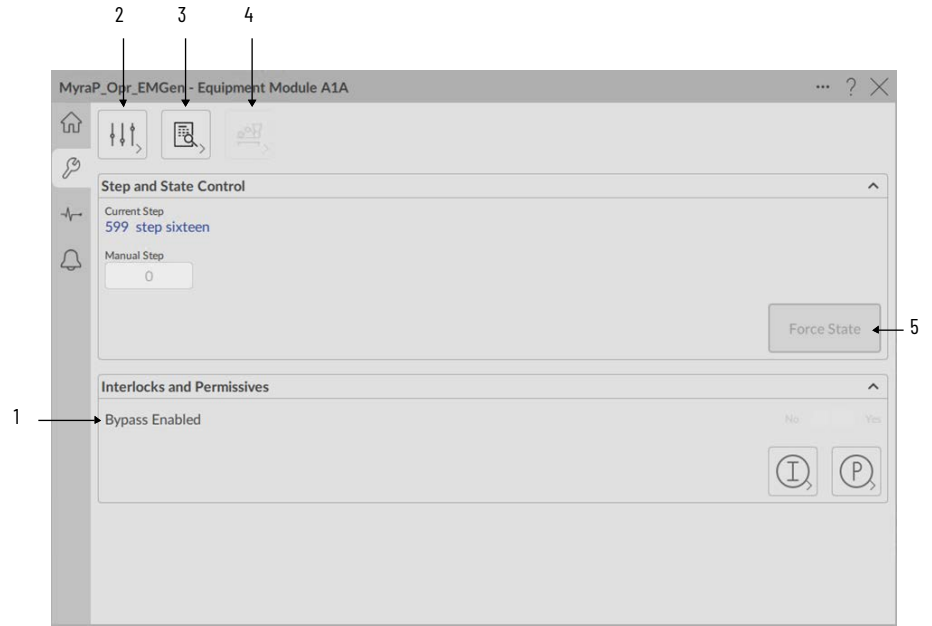 2 3 4
MyraP_Opr_EMGen - Equipment Module A1A ... ?
Step and State Control
Current Step
599 step sixteen
Manual Step
0
Force State 5
Interlocks and Permissives
1 Bypass Enabled No Yes
I P